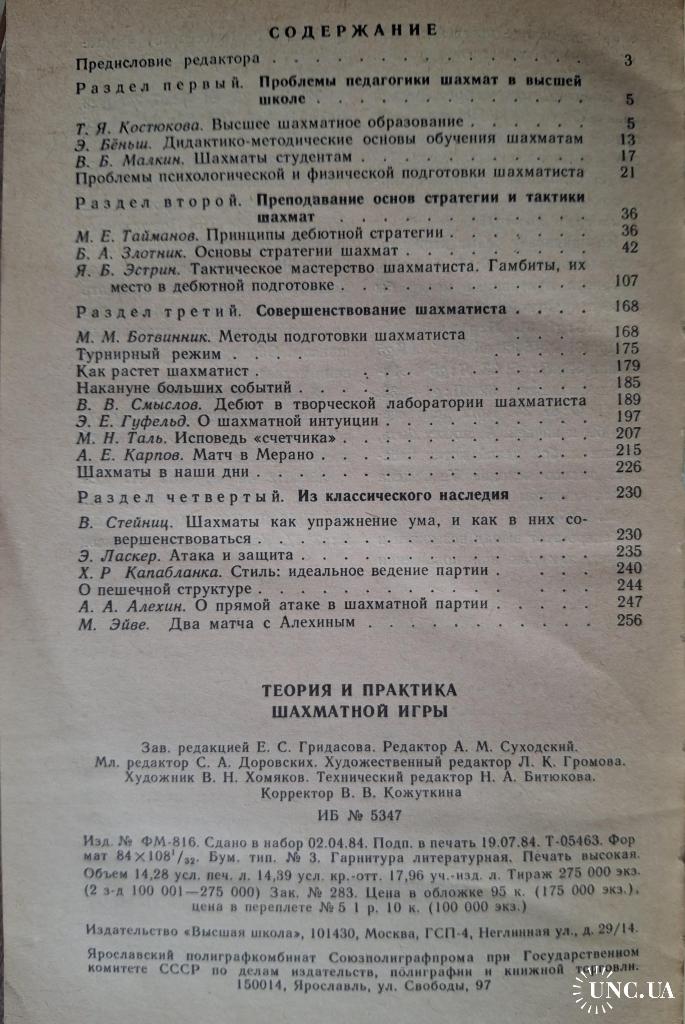 СОДЕРЖАНИЕ
Предисловие редактора . . . . . . . . . . . . . . 3
Раздел первый. Проблемы педагогики шахмат в высшей
школе . . . . . . . . . . . . 5
Т. Я. Костюкова. Высшее шахматное образование . . . . . . 5
Э. Бёньш. Дидактико-методические основы обучения шахматам 13
В. Б. Малкин. Шахматы студентам . . . . . . . . . . 17
Проблемы психологической и физической подготовки шахматиста 21
Раздел второй. Преподавание основ стратегии и тактики
шахмат . . . . . . . . . . . 36
М. Е. Тайманов. Принципы дебютной стратегии . . . . . . 36
Б. А. Злотник. Основы стратегии шахмат . . . . . . . . 42
Я. Б. Эстрин. Тактическое мастерство шахматиста. Гамбиты, их
место в дебютной подготовке . . . . . . . . . . . 107
Раздел третий. Совершенствование шахматиста . . . . 168
М. М. Ботвинник. Методы подготовки шахматиста . . . . 168
Турнирный режим . . . . . . . . 175
Как растет шахматист . . . . . . . . 179
Накануне больших событий . . . . . . . . . . 185
В. В. Смыслов. Дебют в творческой лаборатории шахматиста 189
Э. Е. Гуфельд. О шахматной интуиции . . . . . . . . . 197
М. Н. Таль. Исповедь «счетчика» . . . . . . . . . . 207
А. Е. Карпов. Матч в Мерано . . . . . . . . . . . 215
Шахматы в наши дни . . . . . . . . . . . . . . 226
Раздел четвертый. Из классического наследия . . 230
В. Стейниц. Шахматы как упражнение ума, и как в них со-
вершенствоваться . . . . . . . . . . . . . 230
Э. Ласкер. Атака и защита . . . . . . . . . . . . 235
Х. Р Капабланка. Стиль: идеальное ведение партии . . . . 240
О пешечной структуре . . . . . . . . . . . . . 244
А. А. Алехин. О прямой атаке в шахматной партии . . . . 247
М. Эйве. Два матча с Алехиным . . . . . . . . . 256
ТЕОРИЯ И ПРАКТИКА
ШАХМАТНОЙ ИГРЫ
Зав. редакцией Е. С. Гридасова. Редактор А. М. Суходский.
Мл. редактор С. А. Доровских. Художественный редактор Л. К. Громова.
Художник В. Н. Хомяков. Технический редактор Н. А. Битюкова.
Корректор В. В. Кожуткина
ИБ № 5347
Изд. № ФМ-816. Сдано в набор 02.04.84. Подп. в печать 19.07.84. Т-05463. Фор
мат 84×108¹/₃₂. Бум. тип. № 3. Гарнитура литературная. Печать высокая.
Объем 14,28 усл. печ. л. 14,39 усл. кр.-отт. 17,96 уч.-изд. л. Тираж 275 000 экз.
(2 з-д 100 001—275 000) Зак. № 283. Цена в обложке 95 к. (175 000 экз.),
цена в переплете № 5 1 р. 10 к. (100 000 экз.)
Издательство «Высшая школа», 101430, Москва, ГСП-4, Неглинная ул., д. 29/14.
Ярославский полиграфкомбинат Союзполиграфпрома при Государственном
комитете СССР по делам издательств, полиграфии и книжной торговли.
150014, Ярославль, ул. Свободы, 97
UNC.UA